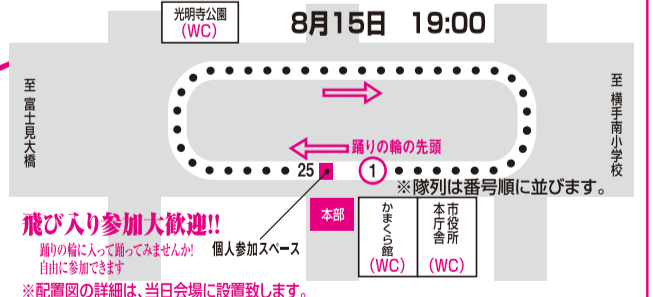 光明寺公園
(WC)
8月15日 19:00
至 富士見大橋
至 横手南小学校
踊りの輪の先頭
25
1
※隊列は番号順に並びます。
飛び入り参加大歓迎!!
踊りの輪に入って踊ってみませんか!
自由に参加できます
個人参加スペース
本部
かまくら館
(WC)
市役所
本庁舎
(WC)
※配置図の詳細は、当日会場に設置致します。